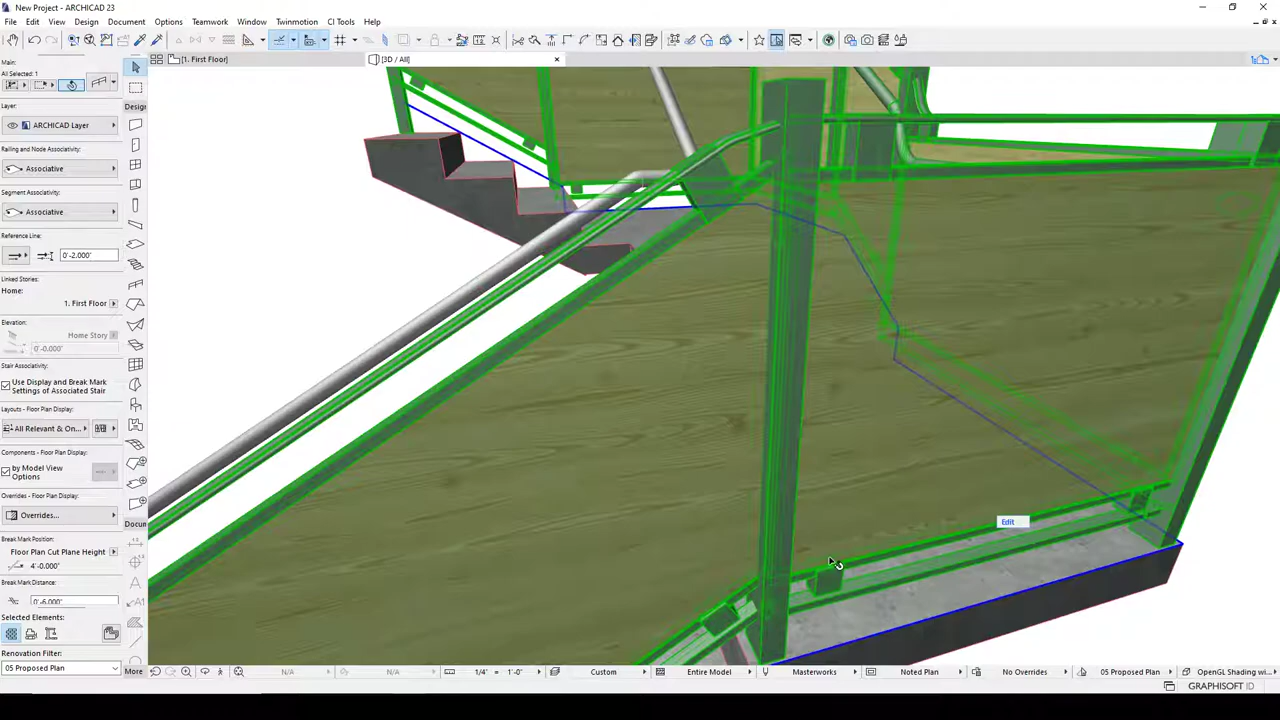 New Project - ARCHICAD 23
File Edit View Design Document Options Teamwork Window Twinmotion CI Tools Help
Main:
All Selected: 1
[1. First Floor]
[3D / All]
Layer:
ARCHICAD Layer
Desig
Railing and Node Associativity:
Associative
Segment Associativity:
Associative
Reference Line:
0'-2.000"
Linked Stories:
Home:
1. First Floor
Elevation:
Home Story
0'-0.000"
Stair Associativity:
Use Display and Break Mark
Settings of Associated Stair
Layouts - Floor Plan Display:
All Relevant & On...
Components - Floor Plan Display:
by Model View
Options
Overrides - Floor Plan Display:
Overrides...
Docun
Break Mark Position:
Floor Plan Cut Plane Height
4'-0.000"
Break Mark Distance:
0'-6.000"
Selected Elements:
Renovation Filter:
05 Proposed Plan
Edit
More
N/A
N/A
1/4" = 1'-0"
Custom
Entire Model
Masterworks
Noted Plan
No Overrides
05 Proposed Plan
OpenGL Shading wi...
GRAPHISOFT ID